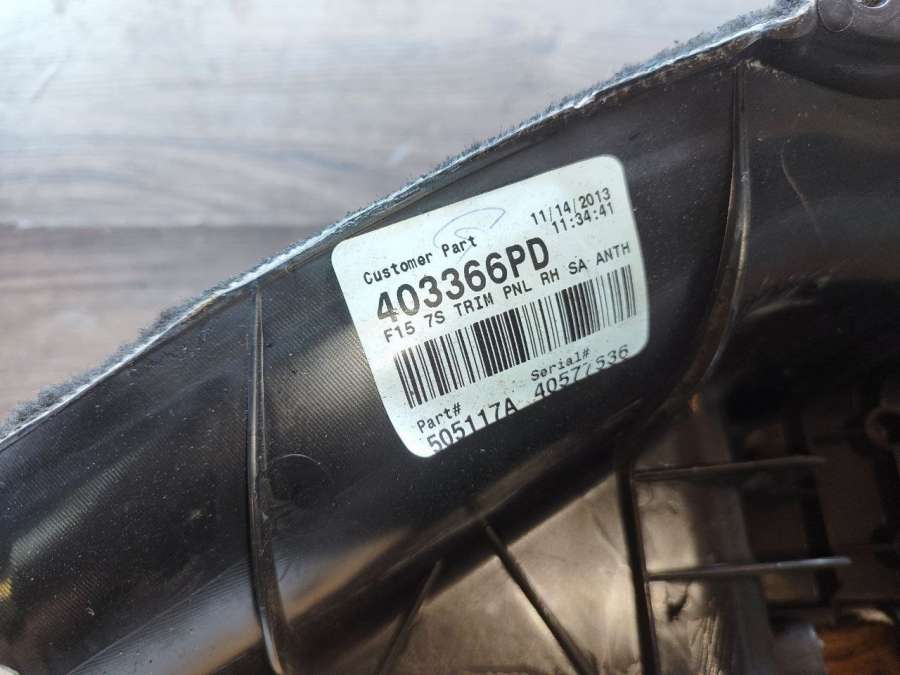 Customer Part
11/14/2013
11:34:41
403366PD
F15 7S TRIM PNL RH SA ANTH
Part#
Serial#
505117A